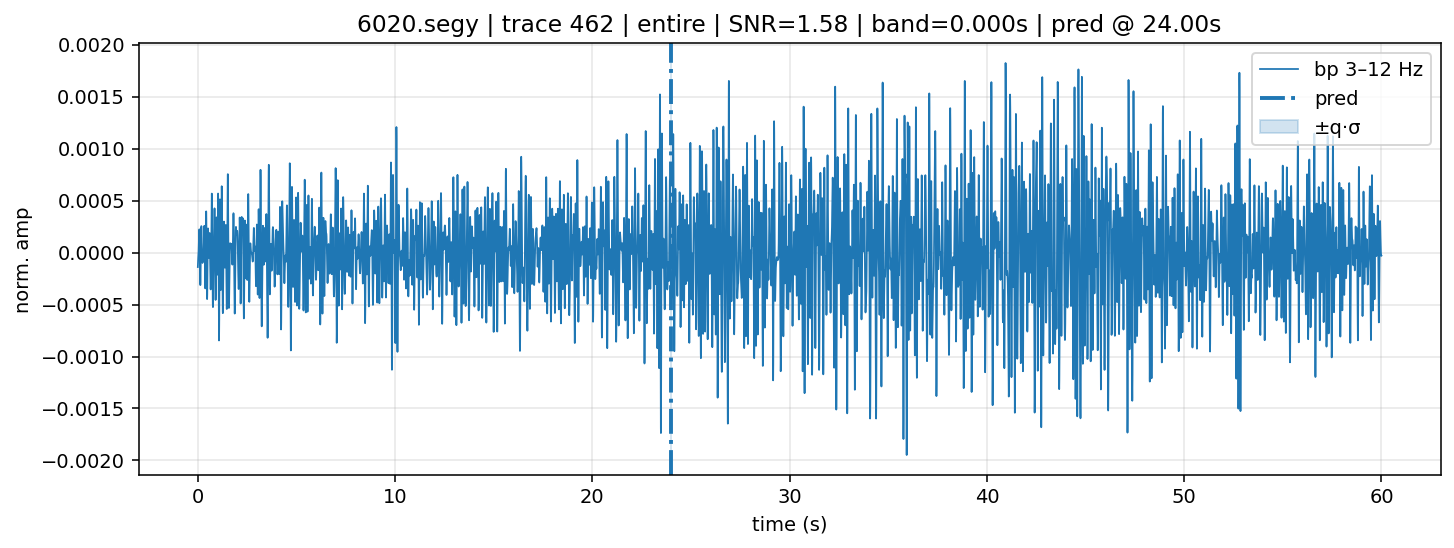 6020.segy | trace 462 | entire | SNR=1.58 | band=0.000s | pred @ 24.00s
norm. amp
0.0020
0.0015
0.0010
0.0005
0.0000
−0.0005
−0.0010
−0.0015
−0.0020
bp 3–12 Hz
pred
±q·σ
0 10 20 30 40 50 60
time (s)